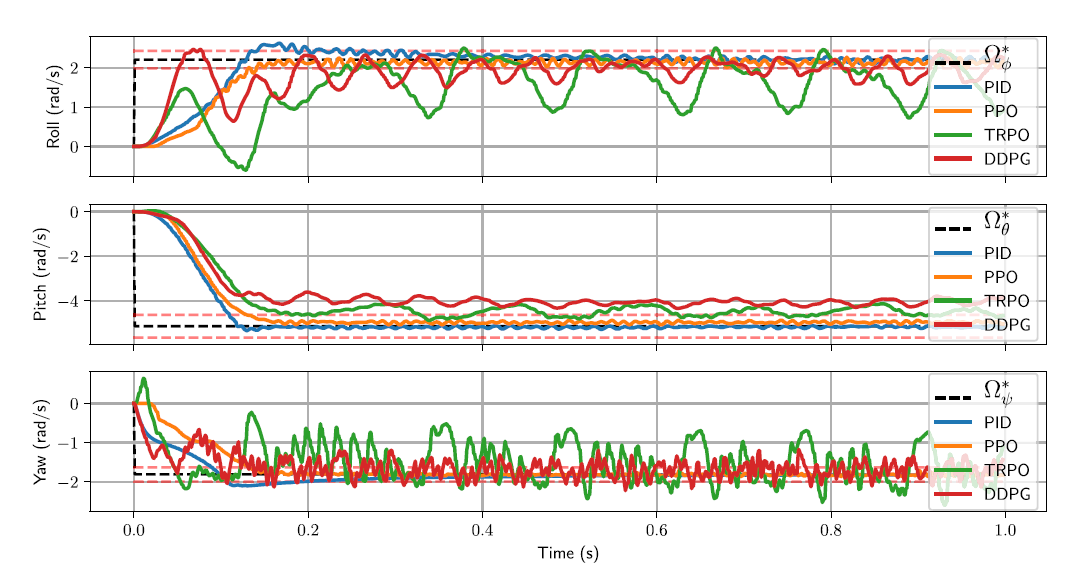 Roll (rad/s)
2
1
0
Ω*ϕ
PID
PPO
TRPO
DDPG
Pitch (rad/s)
0
−2
−4
Ω*θ
PID
PPO
TRPO
DDPG
Yaw (rad/s)
0
−1
−2
Ω*ψ
PID
PPO
TRPO
DDPG
0.0 0.2 0.4 0.6 0.8 1.0
Time (s)